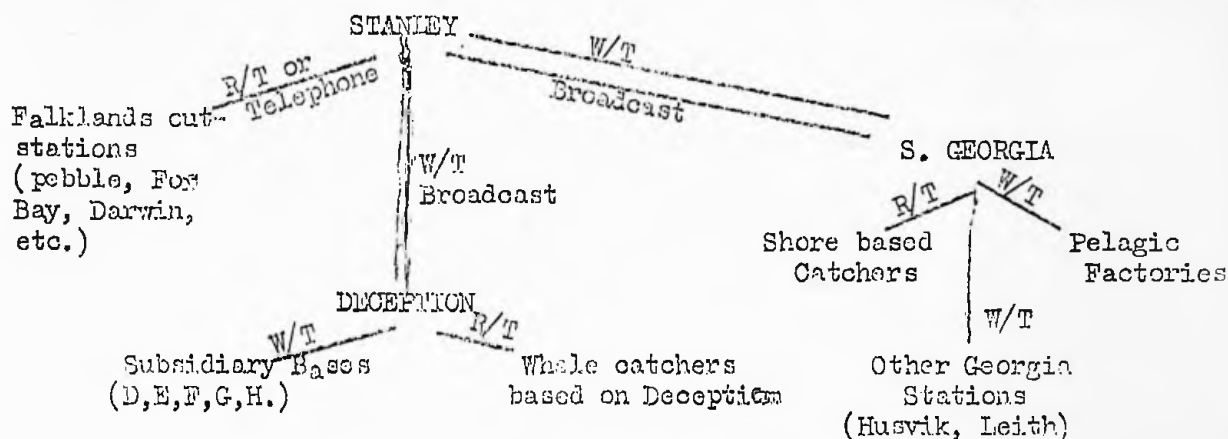 STANLEY
W/T
Broadcast
R/T or
Telephone
Falklands out-
stations
(pebble, Fox
Bay, Darwin,
etc.)
W/T
Broadcast
S. GEORGIA
R/T
W/T
Shore based
Catchers
Pelagic
Factories
W/T
Other Georgia
Stations
(Husvik, Leith)
DECEPTION
W/T
R/T
Subsidiary Bases
(D,E,F,G,H.)
Whale catchers
based on Deception